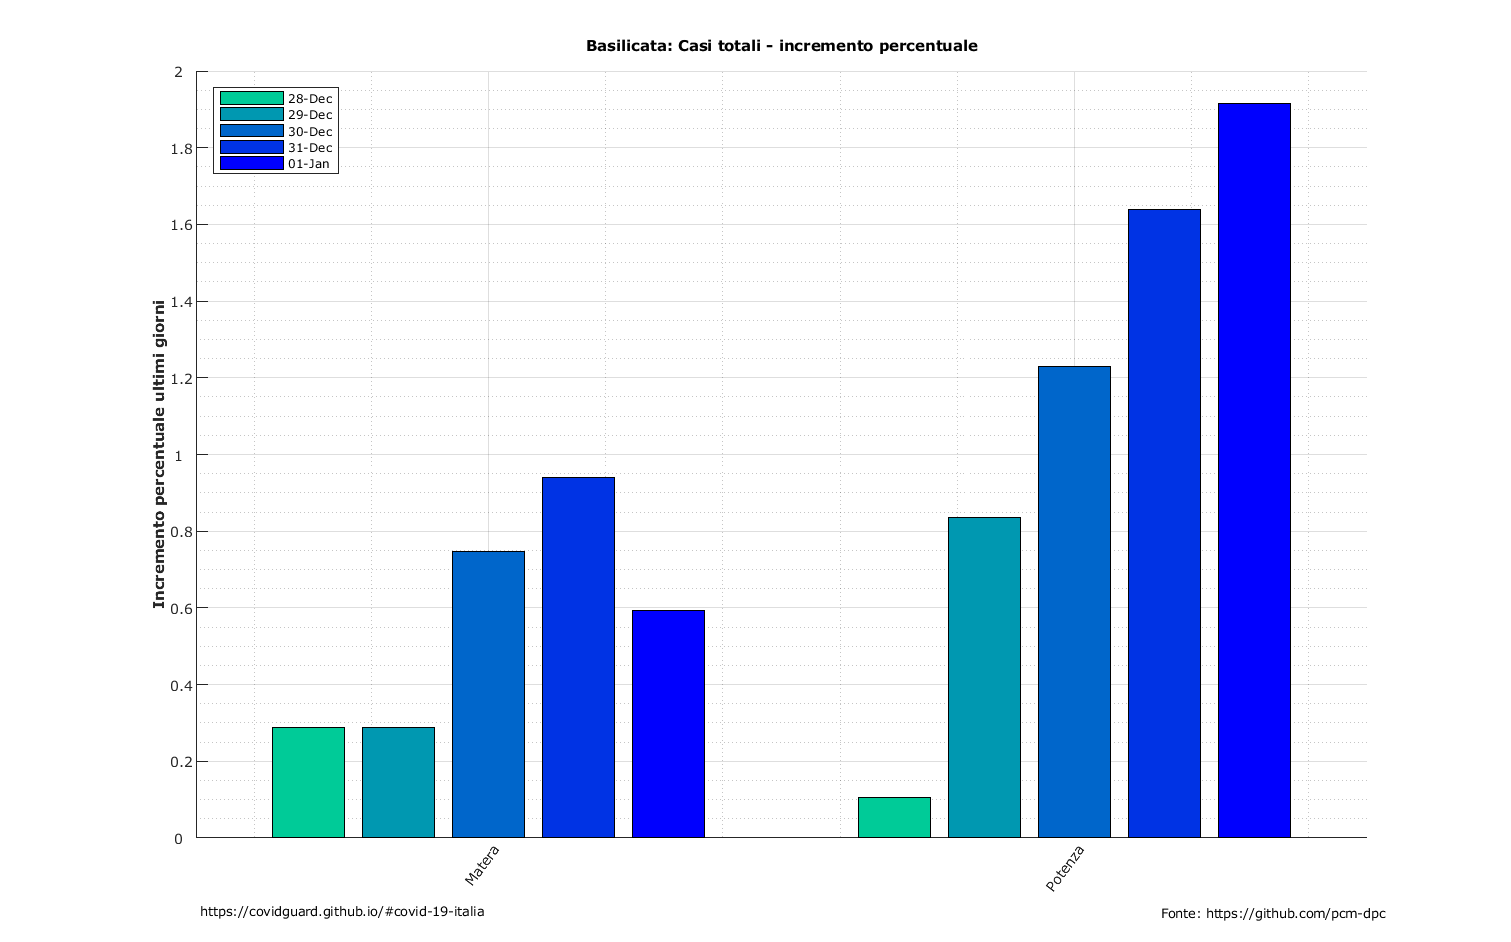 Basilicata: Casi totali - incremento percentuale
28-Dec
29-Dec
30-Dec
31-Dec
01-Jan
Incremento percentuale ultimi giorni
2
1.8
1.6
1.4
1.2
1
0.8
0.6
0.4
0.2
0
Matera
Potenza
https://covidguard.github.io/#covid-19-italia
Fonte: https://github.com/pcm-dpc